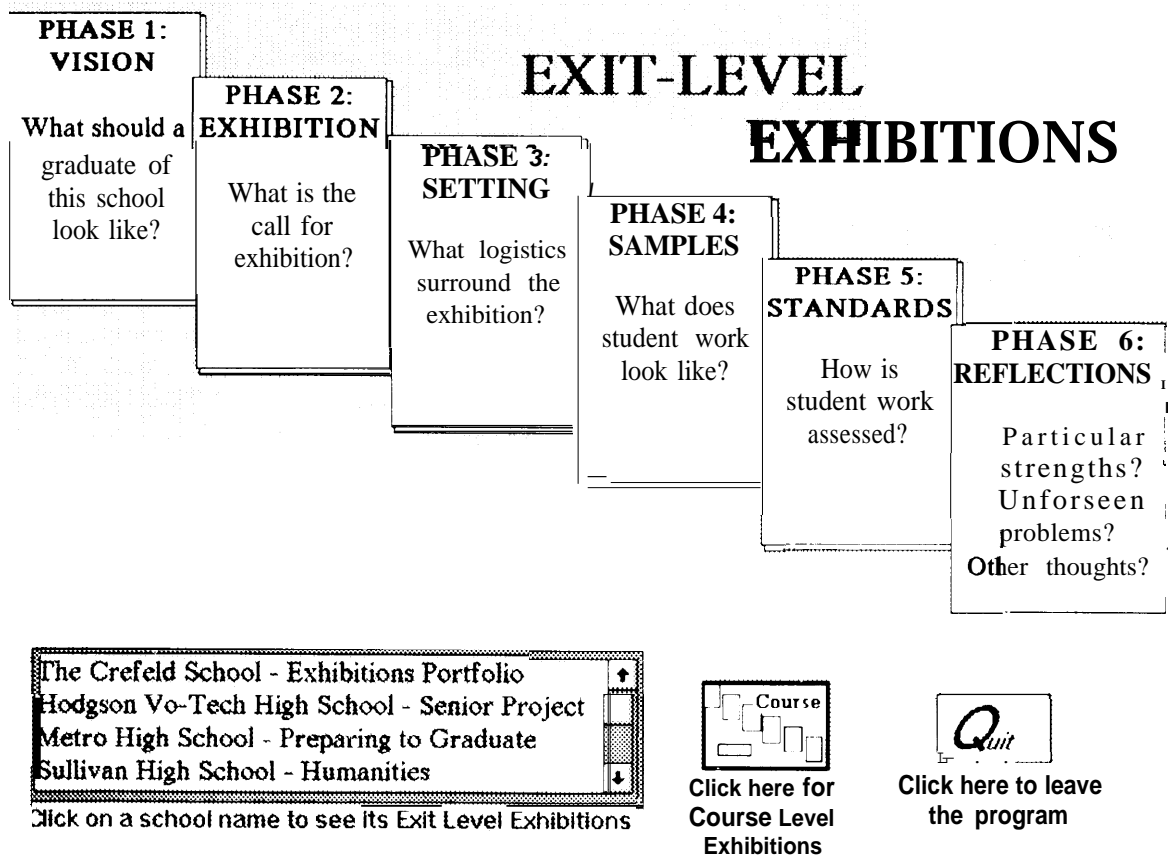 EXIT-LEVEL
EXHIBITIONS
PHASE 1:
VISION
What should a
graduate of
this school
look like?
PHASE 2:
EXHIBITION
What is the
call for
exhibition?
PHASE 3:
SETTING
What logistics
surround the
exhibition?
PHASE 4:
SAMPLES
What does
student work
look like?
PHASE 5:
STANDARDS
How is
student work
assessed?
PHASE 6:
REFLECTIONS
Particular
strengths?
Unforseen
problems?
Other thoughts?
The Crefeld School - Exhibitions Portfolio
Hodgson Vo-Tech High School - Senior Project
Metro High School - Preparing to Graduate
Sullivan High School - Humanities
Click on a school name to see its Exit Level Exhibitions
Course
Click here for
Course Level
Exhibitions
Quit
Click here to leave
the program